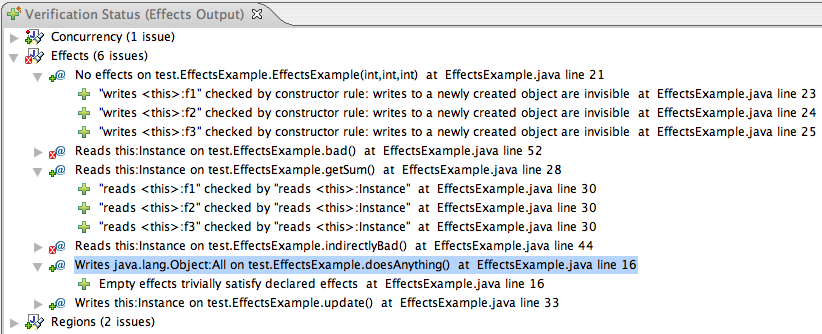 Verification Status (Effects Output)
Concurrency (1 issue)
Effects (6 issues)
No effects on test.EffectsExample.EffectsExample(int,int,int) at EffectsExample.java line 21
"writes <this>:f1" checked by constructor rule: writes to a newly created object are invisible at EffectsExample.java line 23
"writes <this>:f2" checked by constructor rule: writes to a newly created object are invisible at EffectsExample.java line 24
"writes <this>:f3" checked by constructor rule: writes to a newly created object are invisible at EffectsExample.java line 25
Reads this:Instance on test.EffectsExample.bad() at EffectsExample.java line 52
Reads this:Instance on test.EffectsExample.getSum() at EffectsExample.java line 28
"reads <this>:f1" checked by "reads <this>:Instance" at EffectsExample.java line 30
"reads <this>:f2" checked by "reads <this>:Instance" at EffectsExample.java line 30
"reads <this>:f3" checked by "reads <this>:Instance" at EffectsExample.java line 30
Reads this:Instance on test.EffectsExample.indirectlyBad() at EffectsExample.java line 44
Writes java.lang.Object:All on test.EffectsExample.doesAnything() at EffectsExample.java line 16
Empty effects trivially satisfy declared effects at EffectsExample.java line 16
Writes this:Instance on test.EffectsExample.update() at EffectsExample.java line 33
Regions (2 issues)